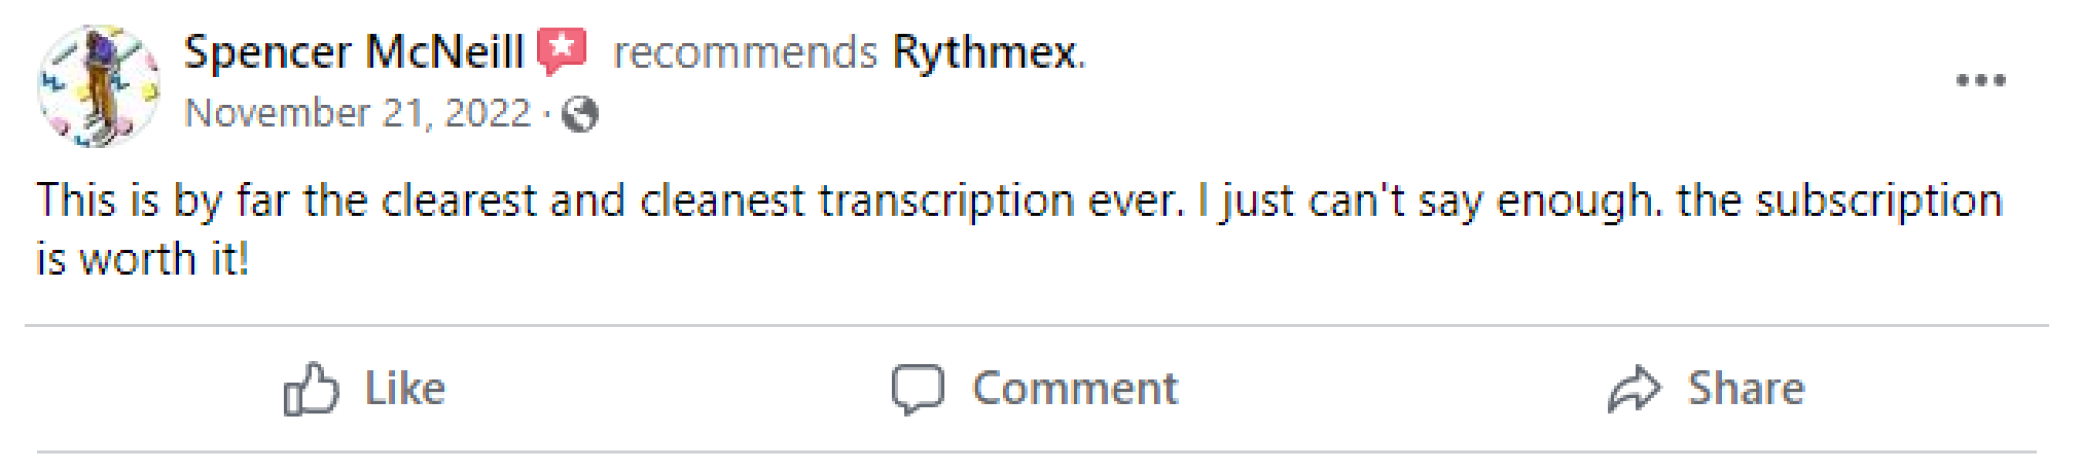 Spencer McNeill recommends Rythmex.
November 21, 2022 ·
This is by far the clearest and cleanest transcription ever. I just can't say enough. the subscription
is worth it!
Like Comment Share